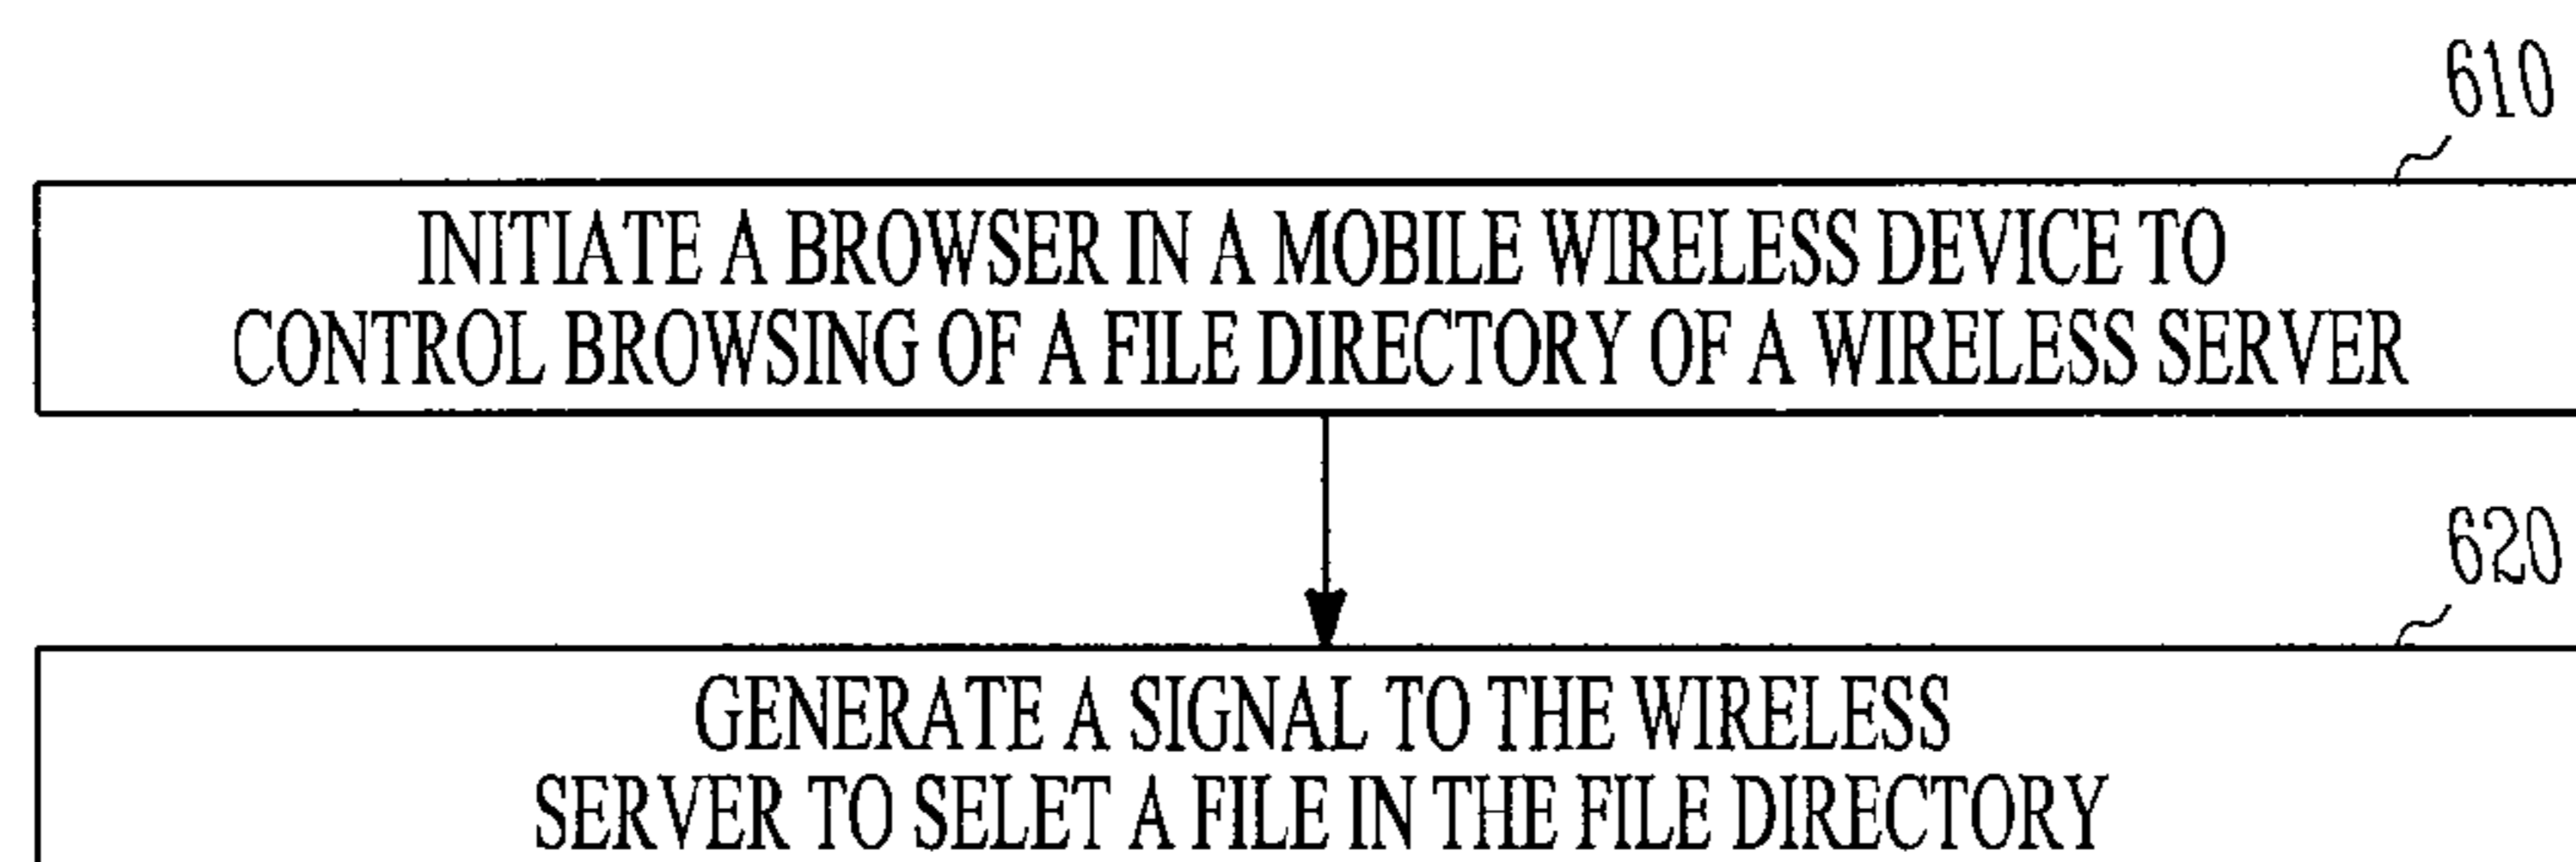 610
INITIATE A BROWSER IN A MOBILE WIRELESS DEVICE TO
CONTROL BROWSING OF A FILE DIRECTORY OF A WIRELESS SERVER
620
GENERATE A SIGNAL TO THE WIRELESS
SERVER TO SELET A FILE IN THE FILE DIRECTORY